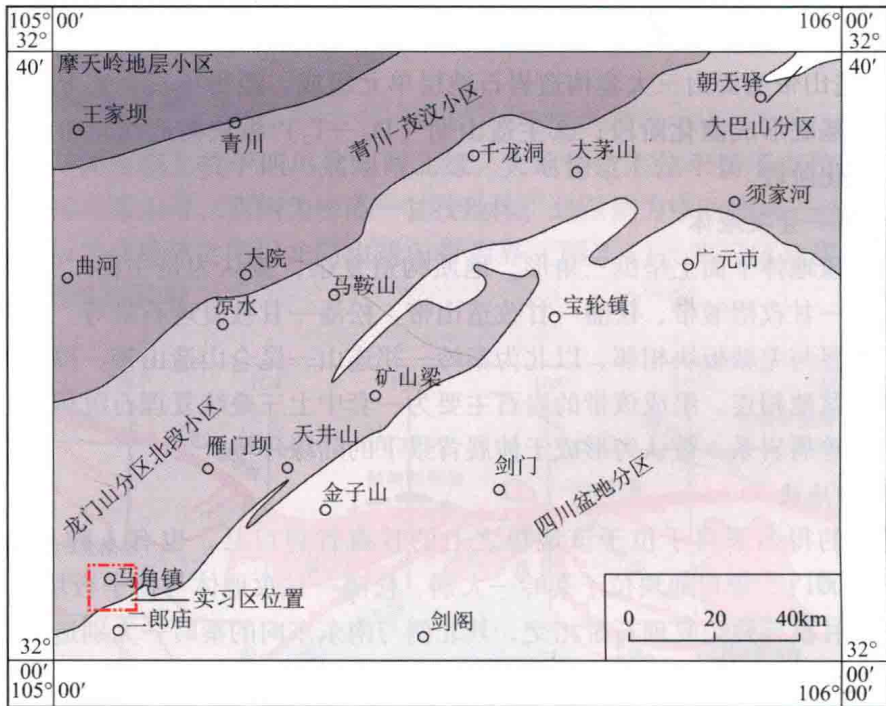 105° 00′
106° 00′
32°
40′
32°
40′
摩天岭地层小区
王家坝
青川
青川-茂汶小区
朝天驿
大巴山分区
千龙洞
大茅山
须家河
曲河
大院
马鞍山
广元市
凉水
宝轮镇
矿山梁
龙门山分区北段小区
雁门坝
天井山
剑门
金子山
四川盆地分区
马角镇
实习区位置
二郎庙
剑阁
0 20 40km
32°
00′
105° 00′
32°
00′
106° 00′